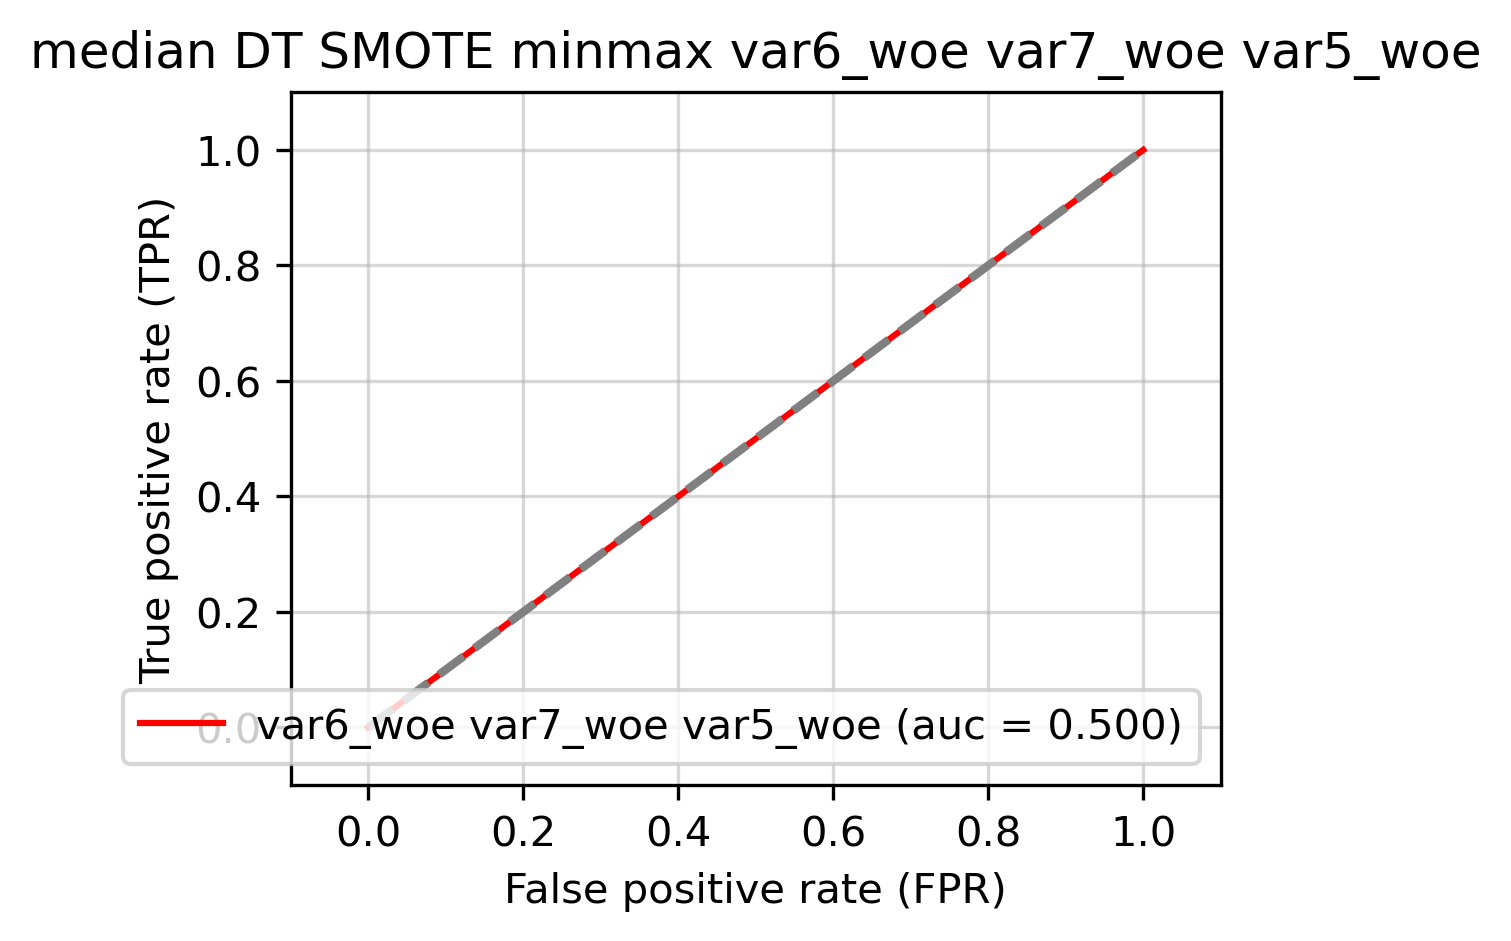 median DT SMOTE minmax var6_woe var7_woe var5_woe
True positive rate (TPR)
1.0
0.8
0.6
0.4
0.2
0.0
var6_woe var7_woe var5_woe (auc = 0.500)
0.0 0.2 0.4 0.6 0.8 1.0
False positive rate (FPR)